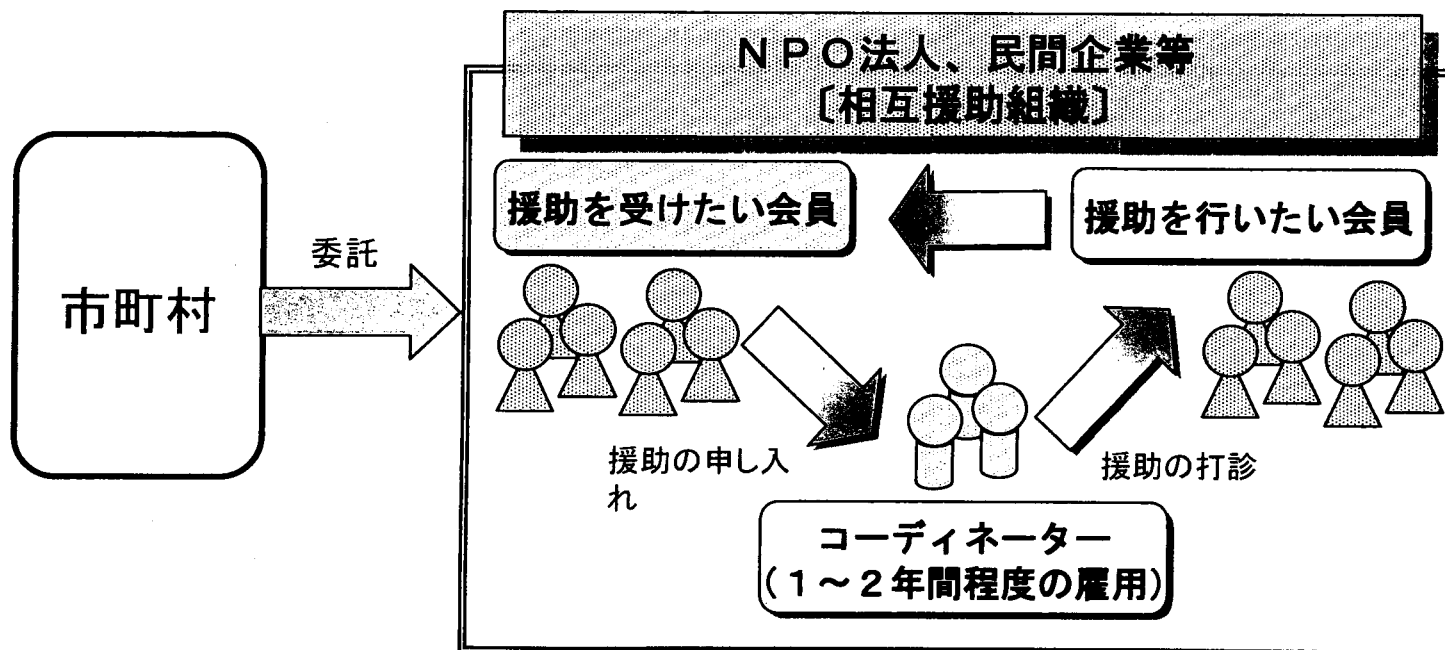 NPO法人、民間企業等
〔相互援助組織〕
援助を受けたい会員
援助を行いたい会員
委託
市町村
援助の申し入
れ
援助の打診
コーディネーター
(1～2年間程度の雇用)